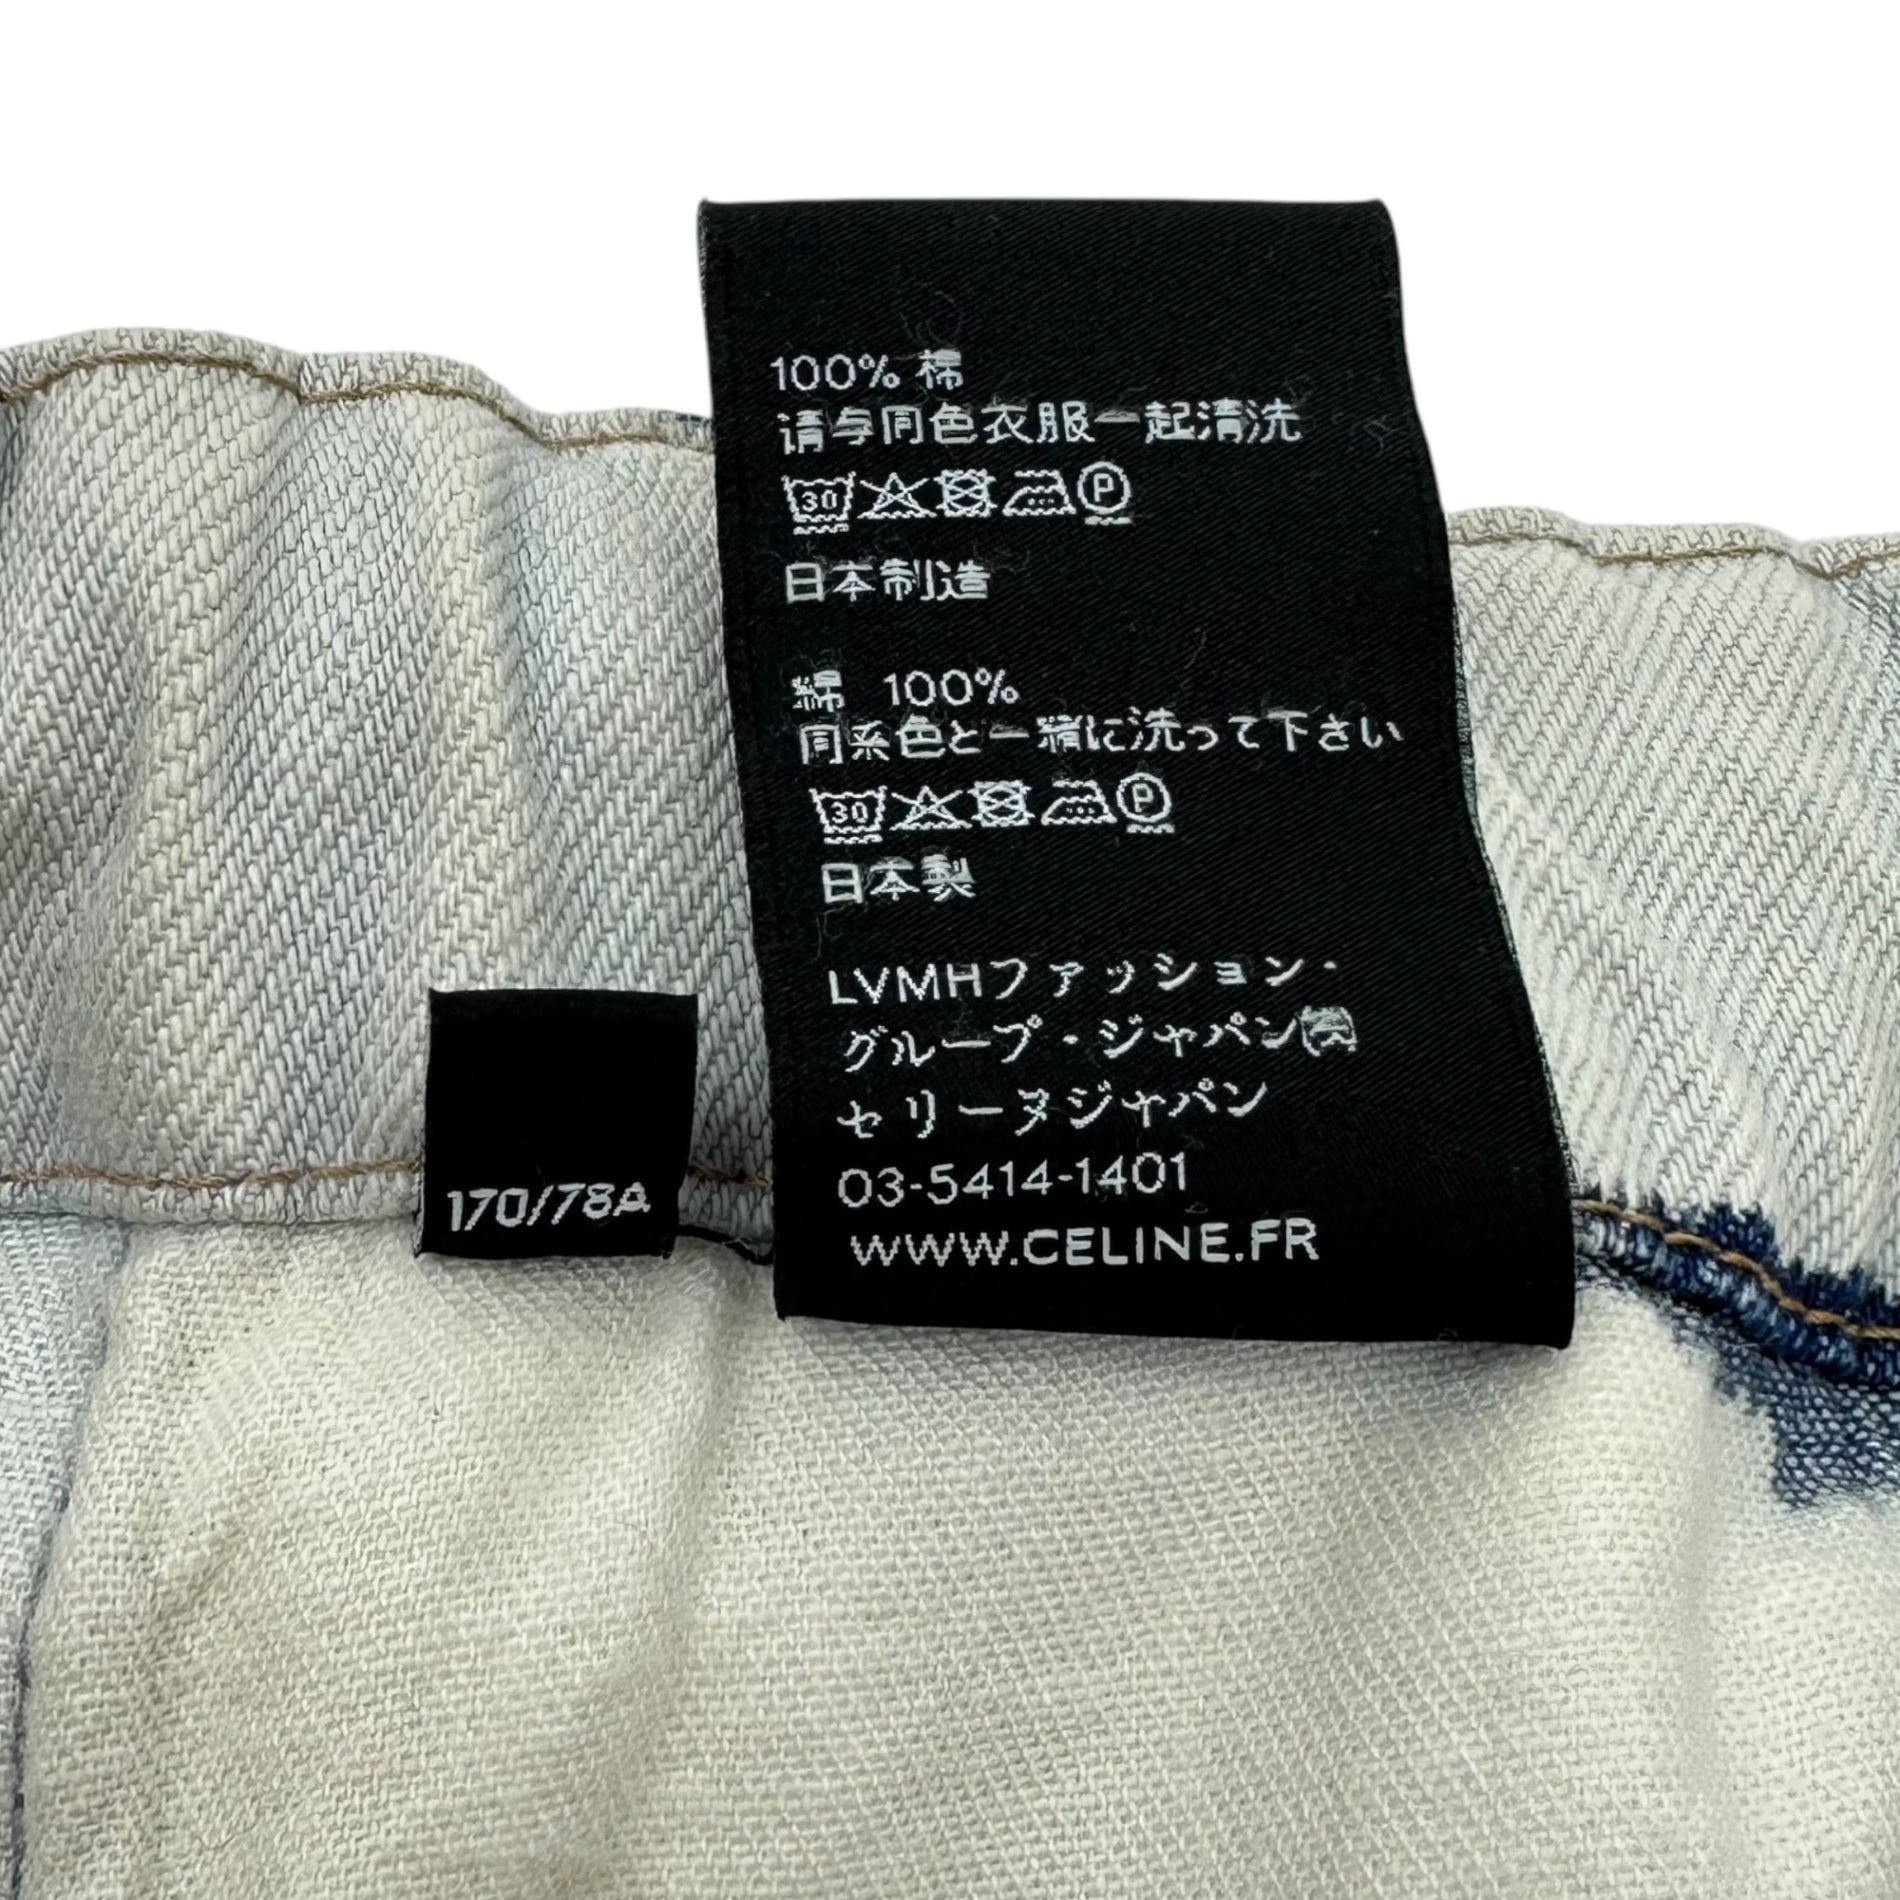 100% 棉
请与同色衣服一起清洗
30 P
日本制造
綿 100%
同系色と一緒に洗って下さい
30 P
日本製
LVMHファッション・
グループ・ジャパン㈱
セリーヌジャパン
03-5414-1401
WWW.CELINE.FR
170/78A